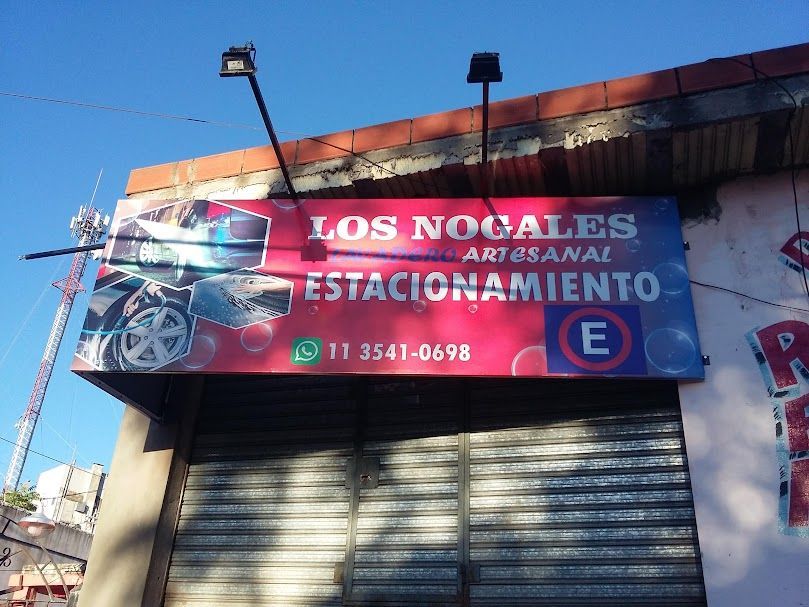 LOS NOGALES
LAVADERO ARTESANAL
ESTACIONAMIENTO
11 3541-0698
E